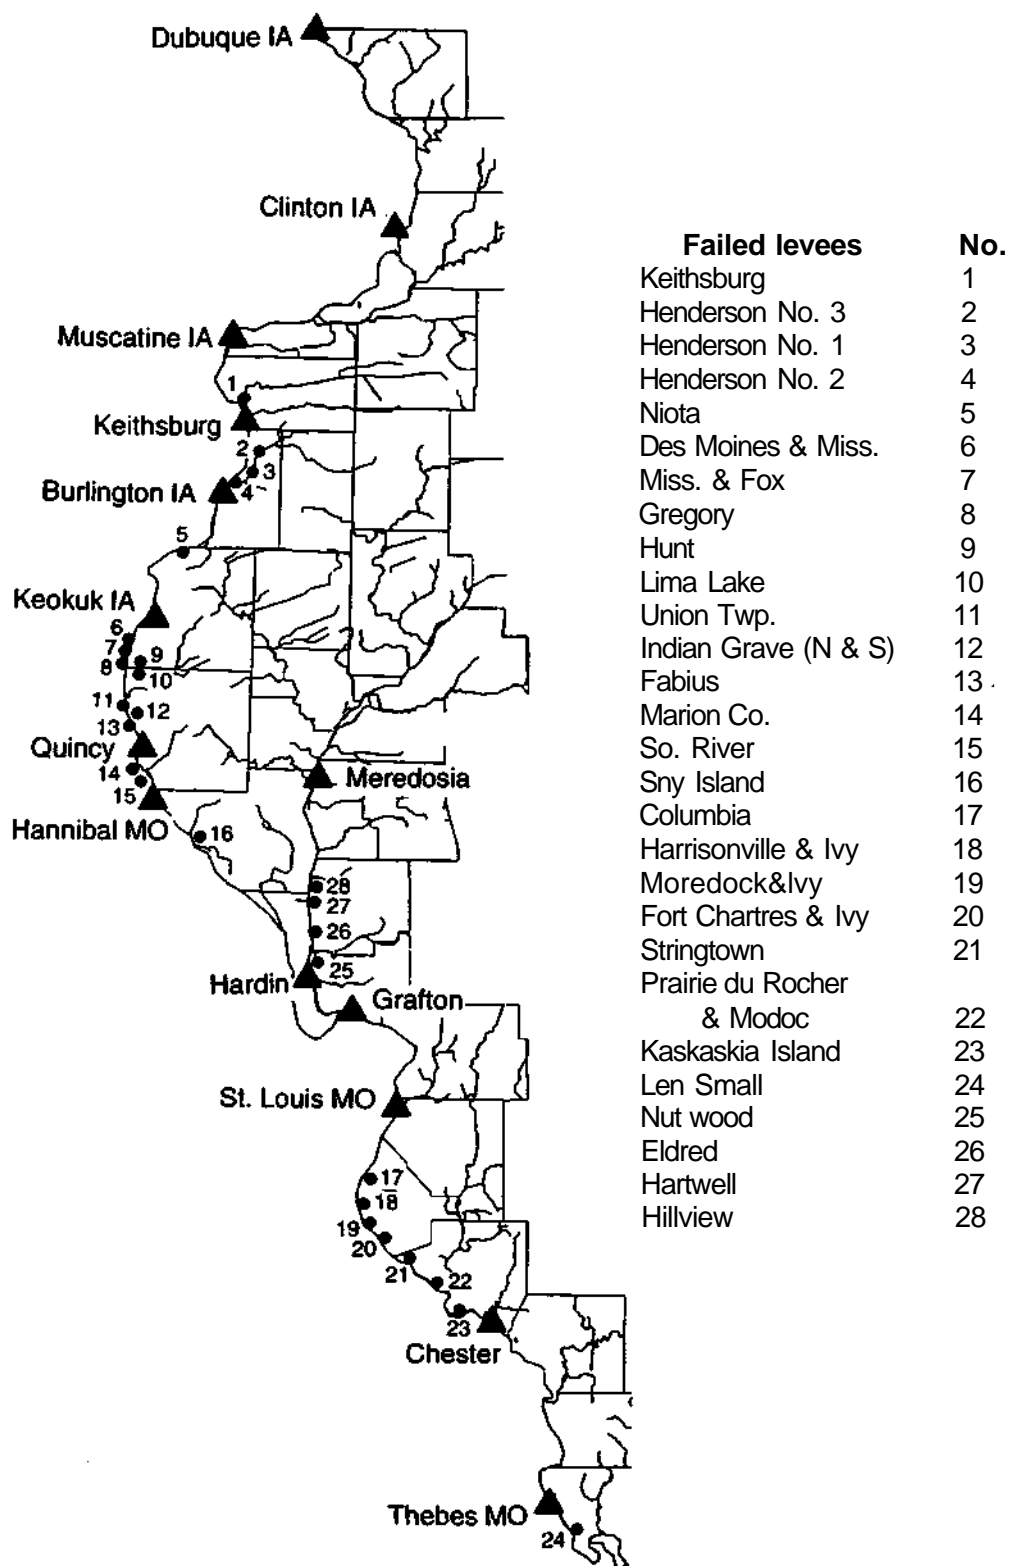 Dubuque IA
Clinton IA
Muscatine IA
1
Keithsburg
2
3
4
Burlington IA
5
Keokuk IA
6
7
8
9
10
11
12
13
Quincy
14
15
Hannibal MO
16
Meredosia
28
27
26
25
Hardin
Grafton
St. Louis MO
17
18
19
20
21
22
23
Chester
Thebes MO
24
Failed levees No.
Keithsburg 1
Henderson No. 3 2
Henderson No. 1 3
Henderson No. 2 4
Niota 5
Des Moines & Miss. 6
Miss. & Fox 7
Gregory 8
Hunt 9
Lima Lake 10
Union Twp. 11
Indian Grave (N & S) 12
Fabius 13
Marion Co. 14
So. River 15
Sny Island 16
Columbia 17
Harrisonville & Ivy 18
Moredock&Ivy 19
Fort Chartres & Ivy 20
Stringtown 21
Prairie du Rocher
& Modoc 22
Kaskaskia Island 23
Len Small 24
Nut wood 25
Eldred 26
Hartwell 27
Hillview 28